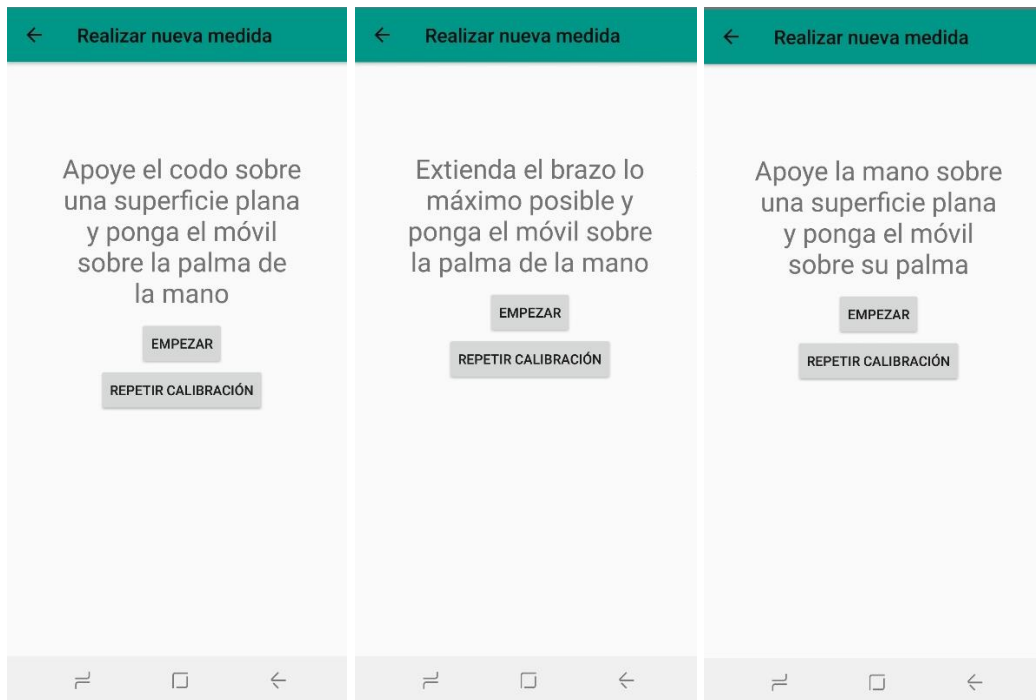 Realizar nueva medida
Apoye el codo sobre
una superficie plana
y ponga el móvil
sobre la palma de
la mano
EMPEZAR
REPETIR CALIBRACIÓN
Realizar nueva medida
Extienda el brazo lo
máximo posible y
ponga el móvil sobre
la palma de la mano
EMPEZAR
REPETIR CALIBRACIÓN
Realizar nueva medida
Apoye la mano sobre
una superficie plana
y ponga el móvil
sobre su palma
EMPEZAR
REPETIR CALIBRACIÓN